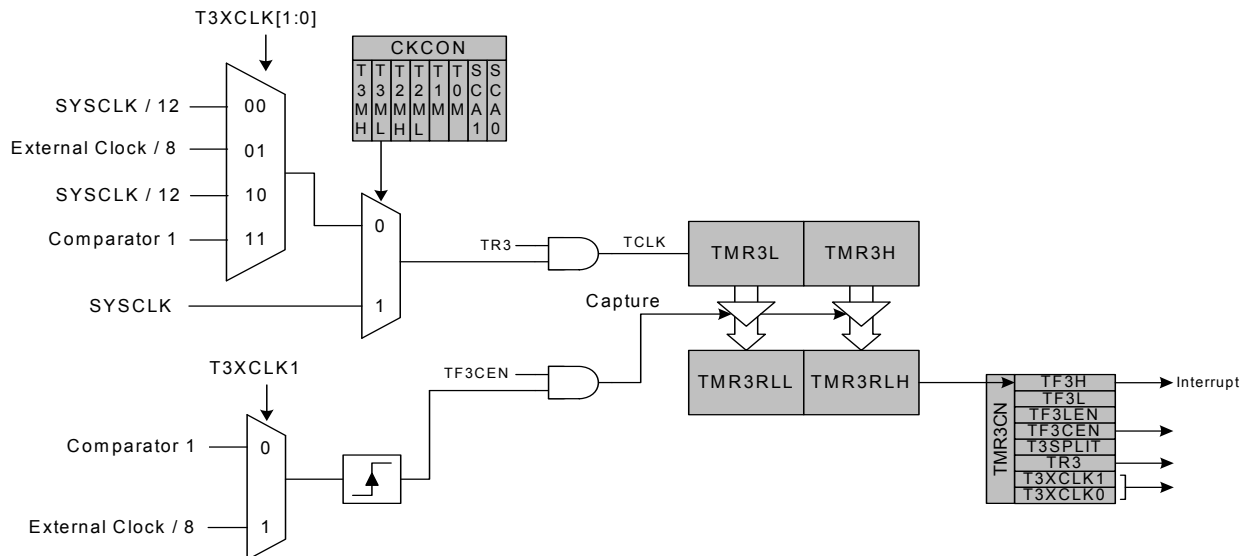 T3XCLK[1:0]
CKCON
T3MH T3ML T2MH T2ML T1M T0M SCA1 SCA0
SYSCLK / 12
00
External Clock / 8
01
SYSCLK / 12
10
Comparator 1
11
0
SYSCLK
1
TR3
TCLK
TMR3L
TMR3H
Capture
T3XCLK1
TF3CEN
TMR3RLL
TMR3RLH
Comparator 1
0
External Clock / 8
1
TMR3CN
TF3H
Interrupt
TF3L
TF3LEN
TF3CEN
T3SPLIT
TR3
T3XCLK1
T3XCLK0